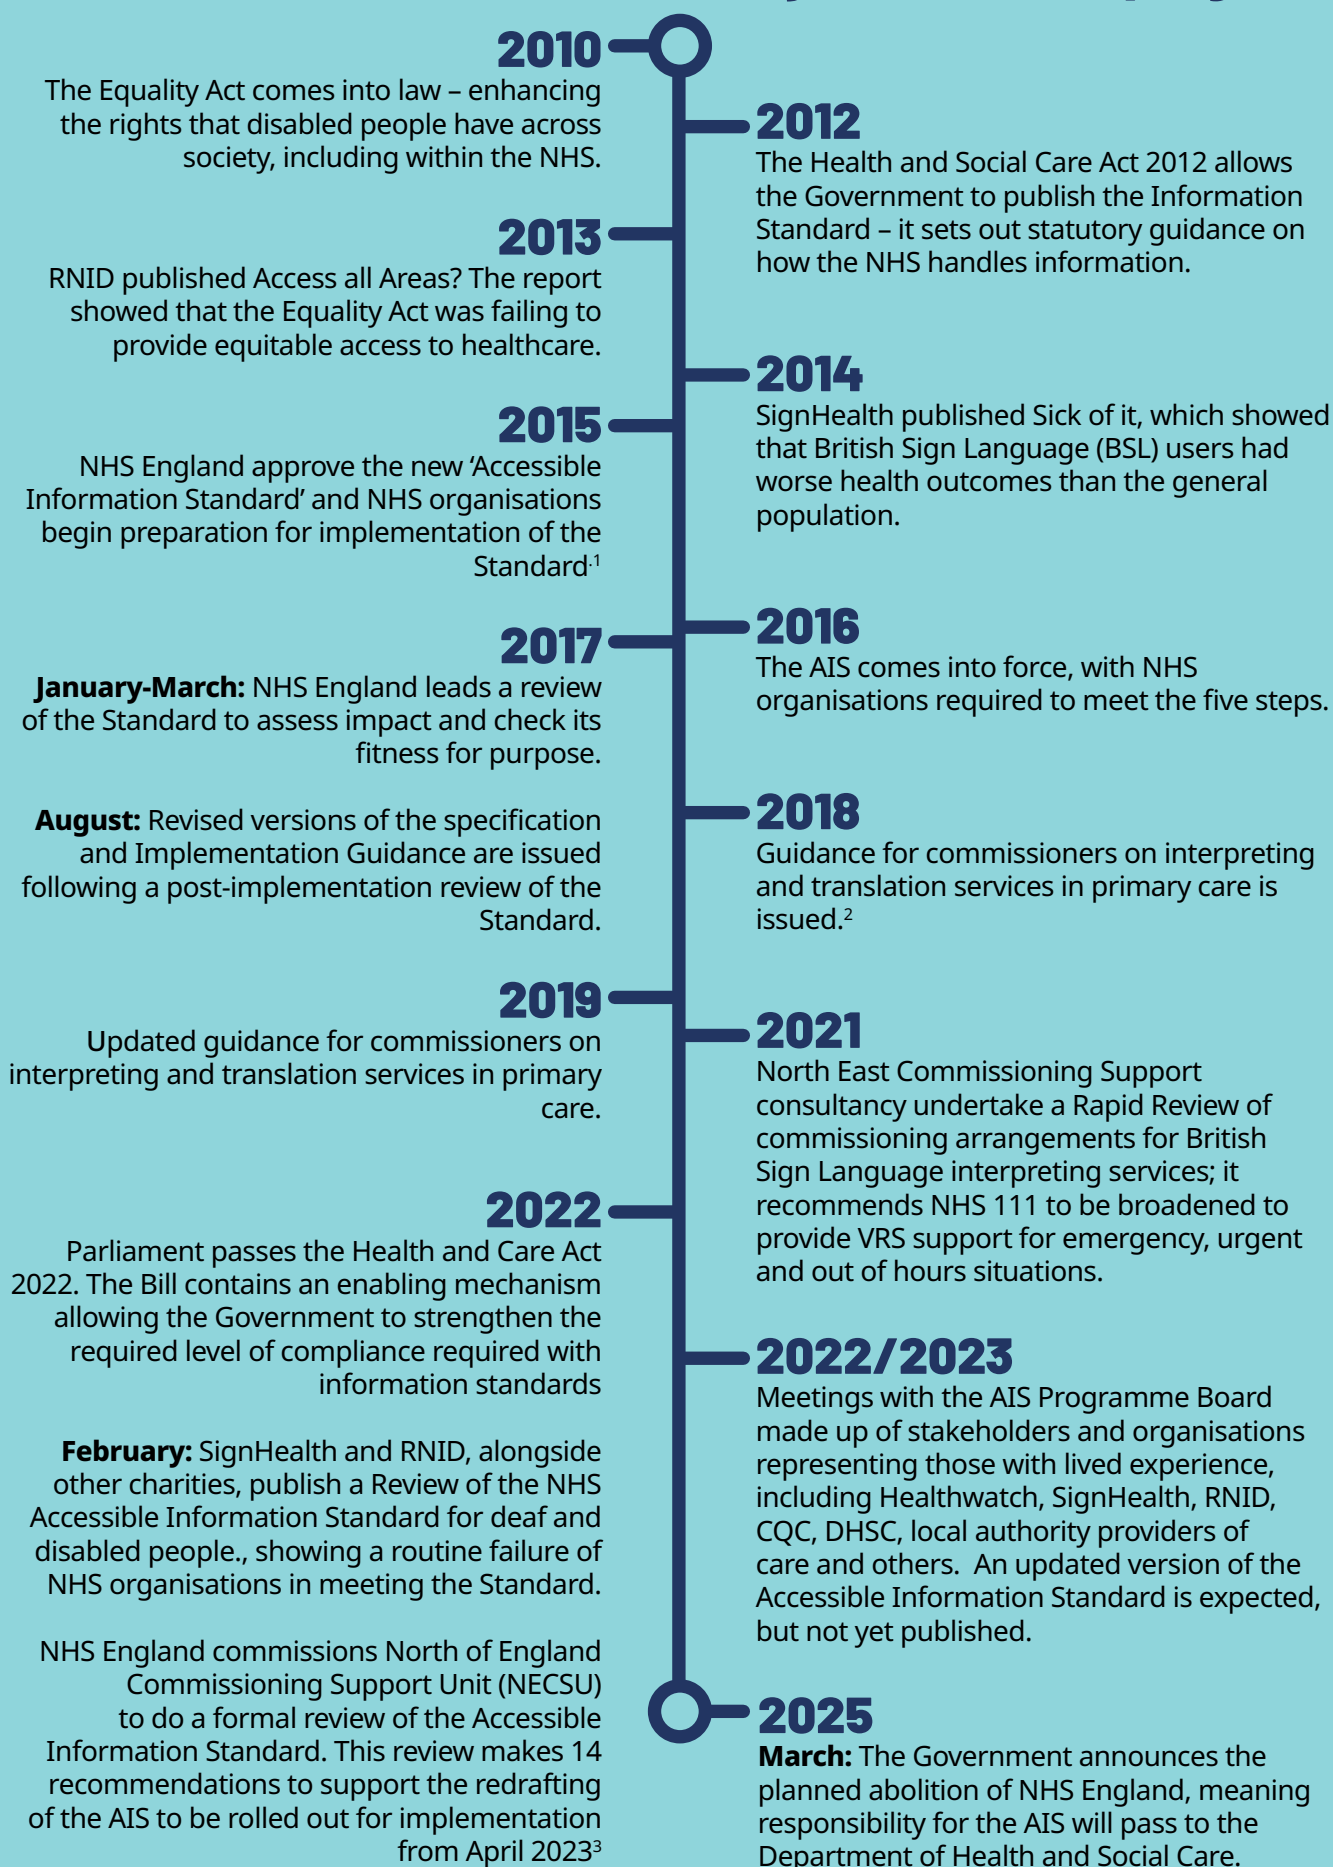 2010
The Equality Act comes into law – enhancing
the rights that disabled people have across
society, including within the NHS.
2012
The Health and Social Care Act 2012 allows
the Government to publish the Information
Standard – it sets out statutory guidance on
how the NHS handles information.
2013
RNID published Access all Areas? The report
showed that the Equality Act was failing to
provide equitable access to healthcare.
2014
SignHealth published Sick of it, which showed
that British Sign Language (BSL) users had
worse health outcomes than the general
population.
2015
NHS England approve the new ‘Accessible
Information Standard’ and NHS organisations
begin preparation for implementation of the
Standard.1
2016
The AIS comes into force, with NHS
organisations required to meet the five steps.
2017
January-March: NHS England leads a review
of the Standard to assess impact and check its
fitness for purpose.
August: Revised versions of the specification
and Implementation Guidance are issued
following a post-implementation review of the
Standard.
2018
Guidance for commissioners on interpreting
and translation services in primary care is
issued.2
2019
Updated guidance for commissioners on
interpreting and translation services in primary
care.
2021
North East Commissioning Support
consultancy undertake a Rapid Review of
commissioning arrangements for British
Sign Language interpreting services; it
recommends NHS 111 to be broadened to
provide VRS support for emergency, urgent
and out of hours situations.
2022
Parliament passes the Health and Care Act
2022. The Bill contains an enabling mechanism
allowing the Government to strengthen the
required level of compliance required with
information standards
February: SignHealth and RNID, alongside
other charities, publish a Review of the NHS
Accessible Information Standard for deaf and
disabled people., showing a routine failure of
NHS organisations in meeting the Standard.
NHS England commissions North of England
Commissioning Support Unit (NECSU)
to do a formal review of the Accessible
Information Standard. This review makes 14
recommendations to support the redrafting
of the AIS to be rolled out for implementation
from April 20233
2022/2023
Meetings with the AIS Programme Board
made up of stakeholders and organisations
representing those with lived experience,
including Healthwatch, SignHealth, RNID,
CQC, DHSC, local authority providers of
care and others.  An updated version of the
Accessible Information Standard is expected,
but not yet published.
2025
March: The Government announces the
planned abolition of NHS England, meaning
responsibility for the AIS will pass to the
Department of Health and Social Care.